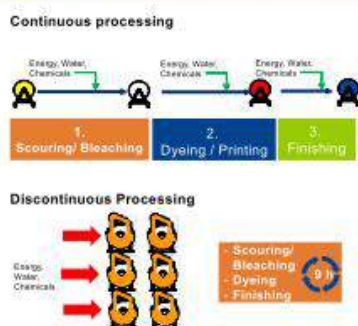 Continuous processing
Energy, Water, Chemicals
Energy, Water, Chemicals
Energy, Water, Chemicals
1.
Scouring/ Bleaching
2.
Dyeing / Printing
3.
Finishing
Discontinuous Processing
Energy,
Water,
Chemicals
- Scouring/
Bleaching
- Dyeing
- Finishing
9 h